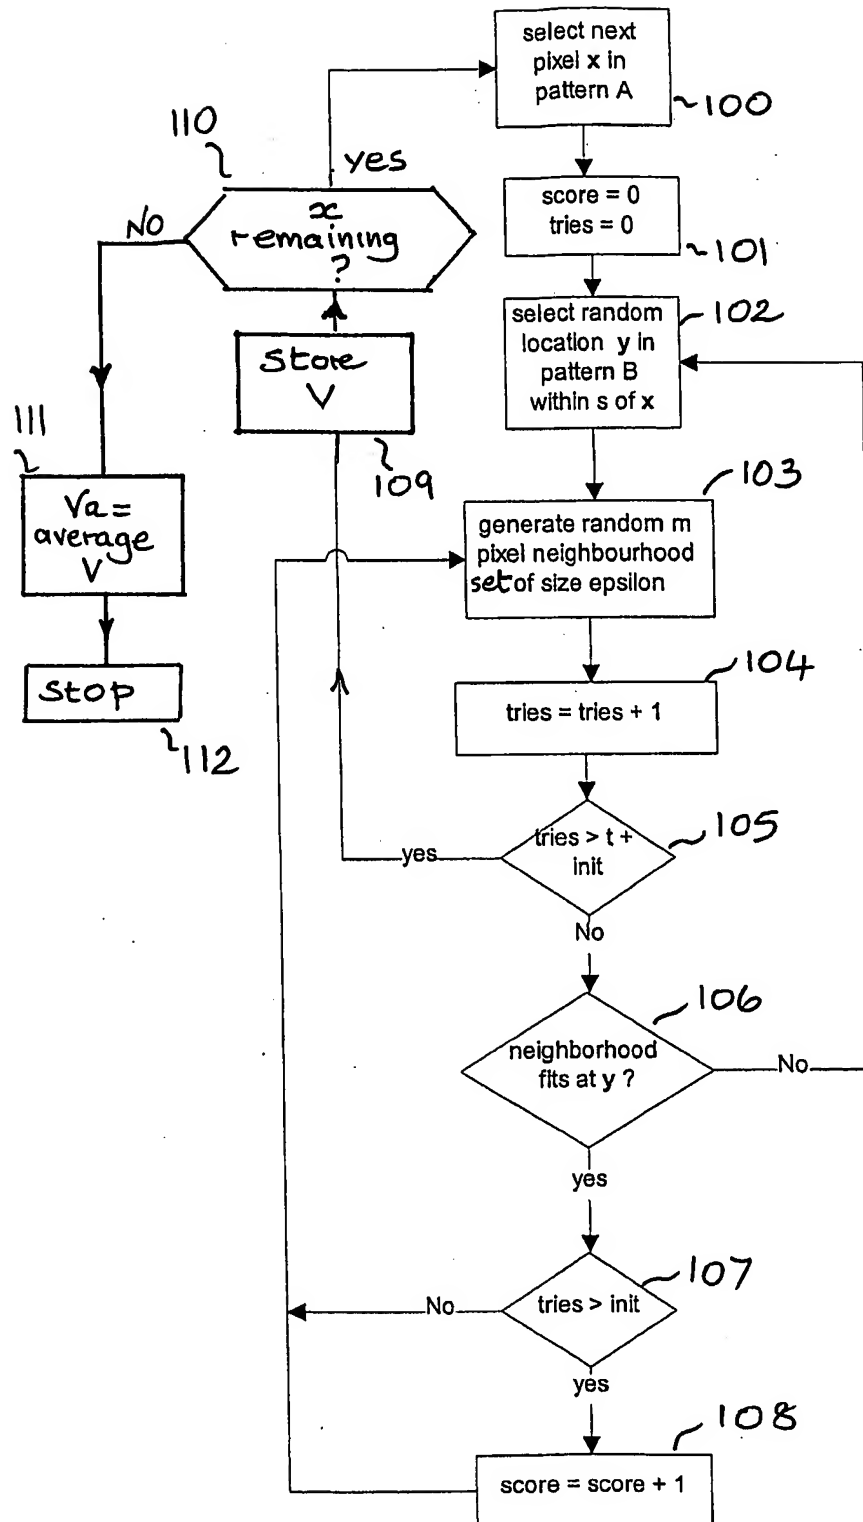 select next
pixel x in
pattern A
100
110
yes
x
remaining
?
NO
score = 0
tries = 0
101
102
select random
location y in
pattern B
within s of x
Store
V
109
111
Va =
average
V
103
generate random m
pixel neighbourhood
set of size epsilon
stop
112
104
tries = tries + 1
105
tries > t +
init
yes
No
106
neighborhood
fits at y ?
No
yes
107
tries > init
No
yes
108
score = score + 1